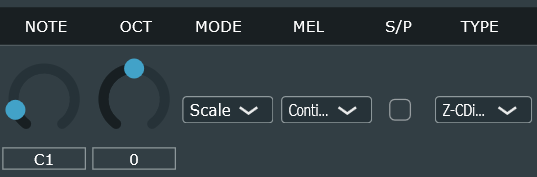 NOTE OCT MODE MEL S/P TYPE
Scale Conti... Z-CDi...
C1 0